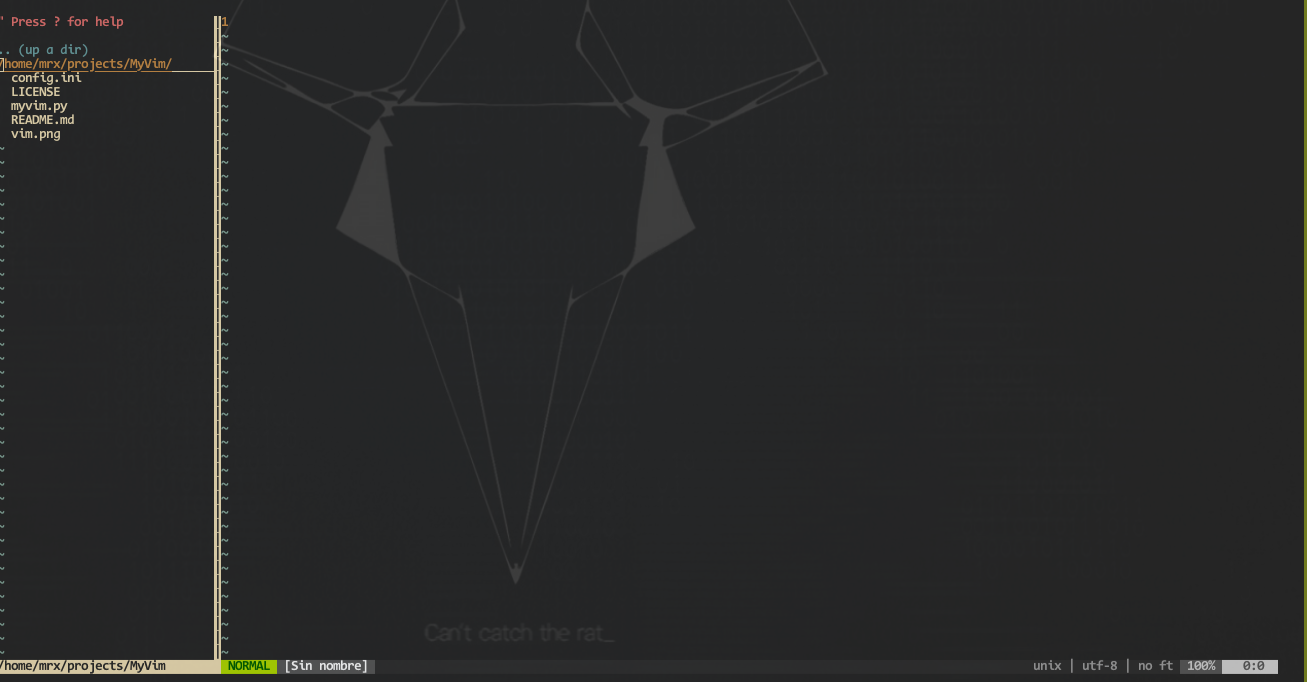 " Press ? for help
.. (up a dir)
/home/mrx/projects/MyVim/
config.ini
LICENSE
myvim.py
README.md
vim.png
1
Can't catch the rat_
/home/mrx/projects/MyVim
NORMAL [Sin nombre]
unix | utf-8 | no ft 100% 0:0